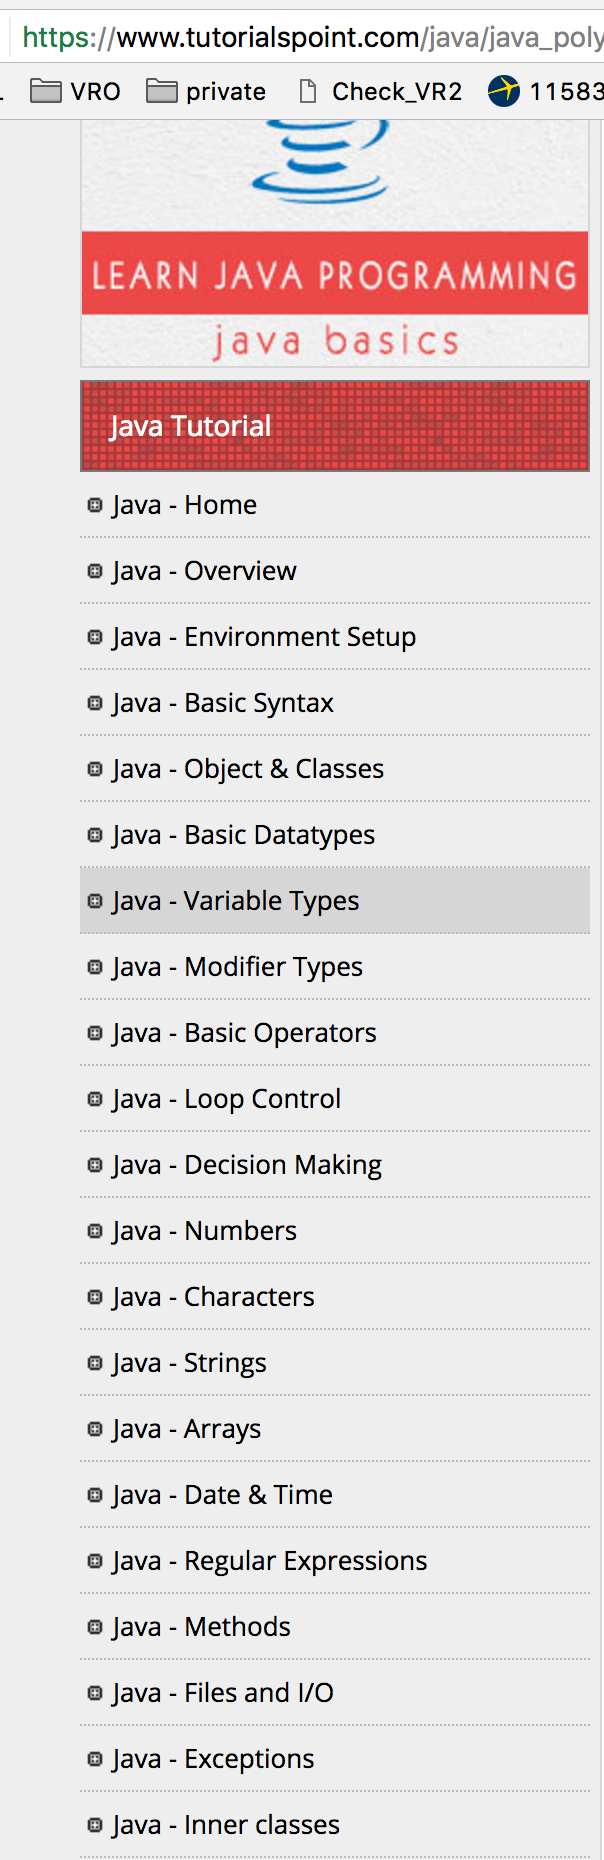 https://www.tutorialspoint.com/java/java_poly
VRO private Check_VR2 11583
LEARN JAVA PROGRAMMING
java basics
Java Tutorial
Java - Home
Java - Overview
Java - Environment Setup
Java - Basic Syntax
Java - Object & Classes
Java - Basic Datatypes
Java - Variable Types
Java - Modifier Types
Java - Basic Operators
Java - Loop Control
Java - Decision Making
Java - Numbers
Java - Characters
Java - Strings
Java - Arrays
Java - Date & Time
Java - Regular Expressions
Java - Methods
Java - Files and I/O
Java - Exceptions
Java - Inner classes